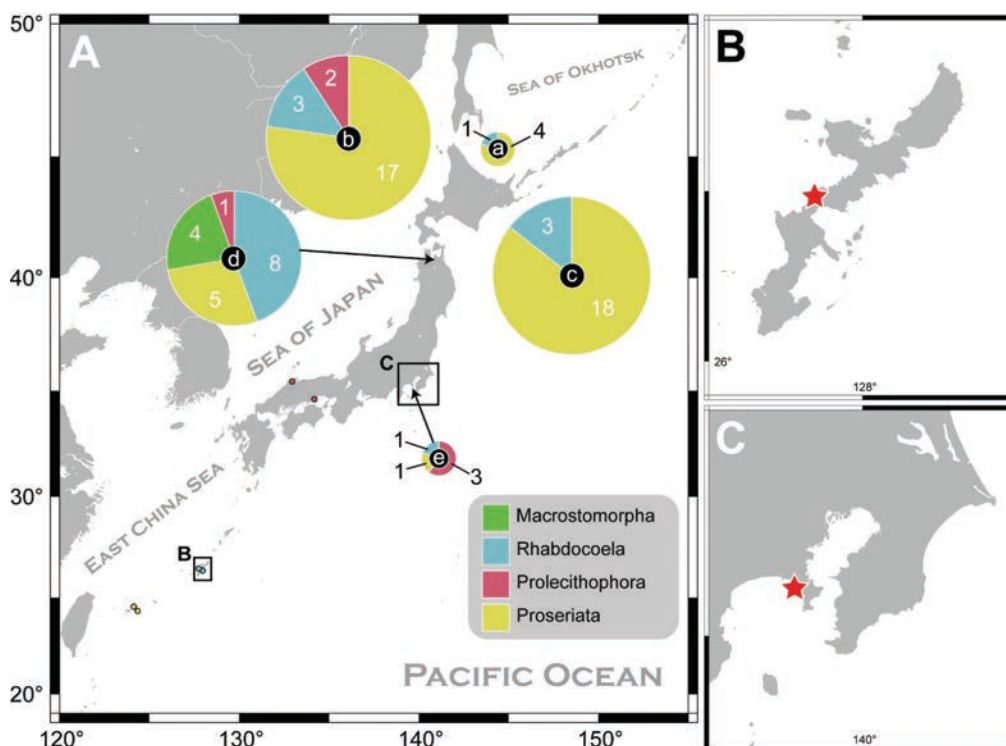 50°
40°
30°
20°
120°
130°
140°
150°
A
SEA OF OKHOTSK
2
3
b
17
1
a
4
1
4
d
8
5
3
c
18
SEA OF JAPAN
C
1
1
e
3
EAST CHINA SEA
B
Macrostomorpha
Rhabdocoela
Prolecithophora
Proseriata
PACIFIC OCEAN
B
26°
128°
C
140°